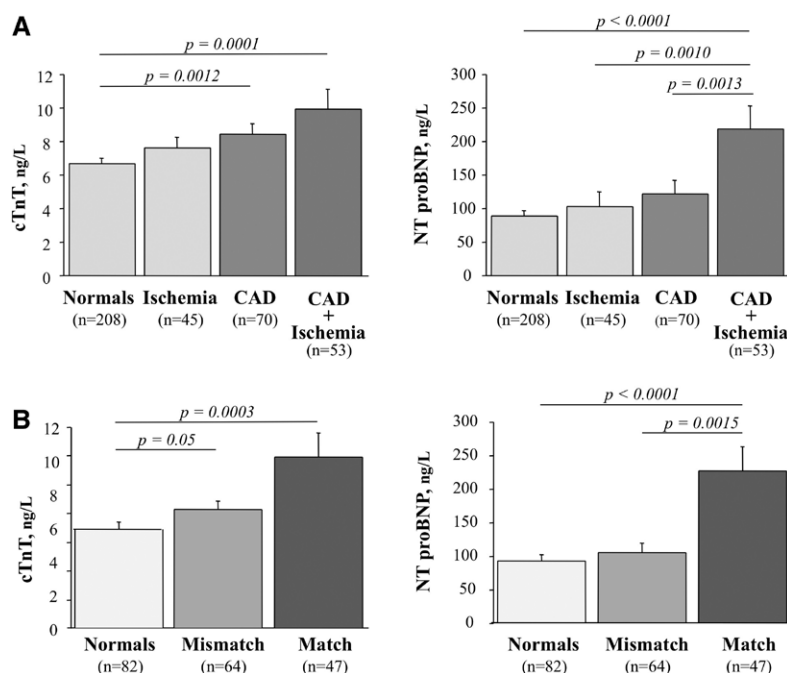 A
p = 0.0001
p = 0.0012
cTnT, ng/L
12
10
8
6
4
2
0
Normals
(n=208)
Ischemia
(n=45)
CAD
(n=70)
CAD
+
Ischemia
(n=53)
p < 0.0001
p = 0.0010
p = 0.0013
NT proBNP, ng/L
300
250
200
150
100
50
0
Normals
(n=208)
Ischemia
(n=45)
CAD
(n=70)
CAD
+
Ischemia
(n=53)
B
p = 0.0003
p = 0.05
cTnT, ng/L
12
10
8
6
4
2
0
Normals
(n=82)
Mismatch
(n=64)
Match
(n=47)
p < 0.0001
p = 0.0015
NT proBNP, ng/L
300
250
200
150
100
50
0
Normals
(n=82)
Mismatch
(n=64)
Match
(n=47)